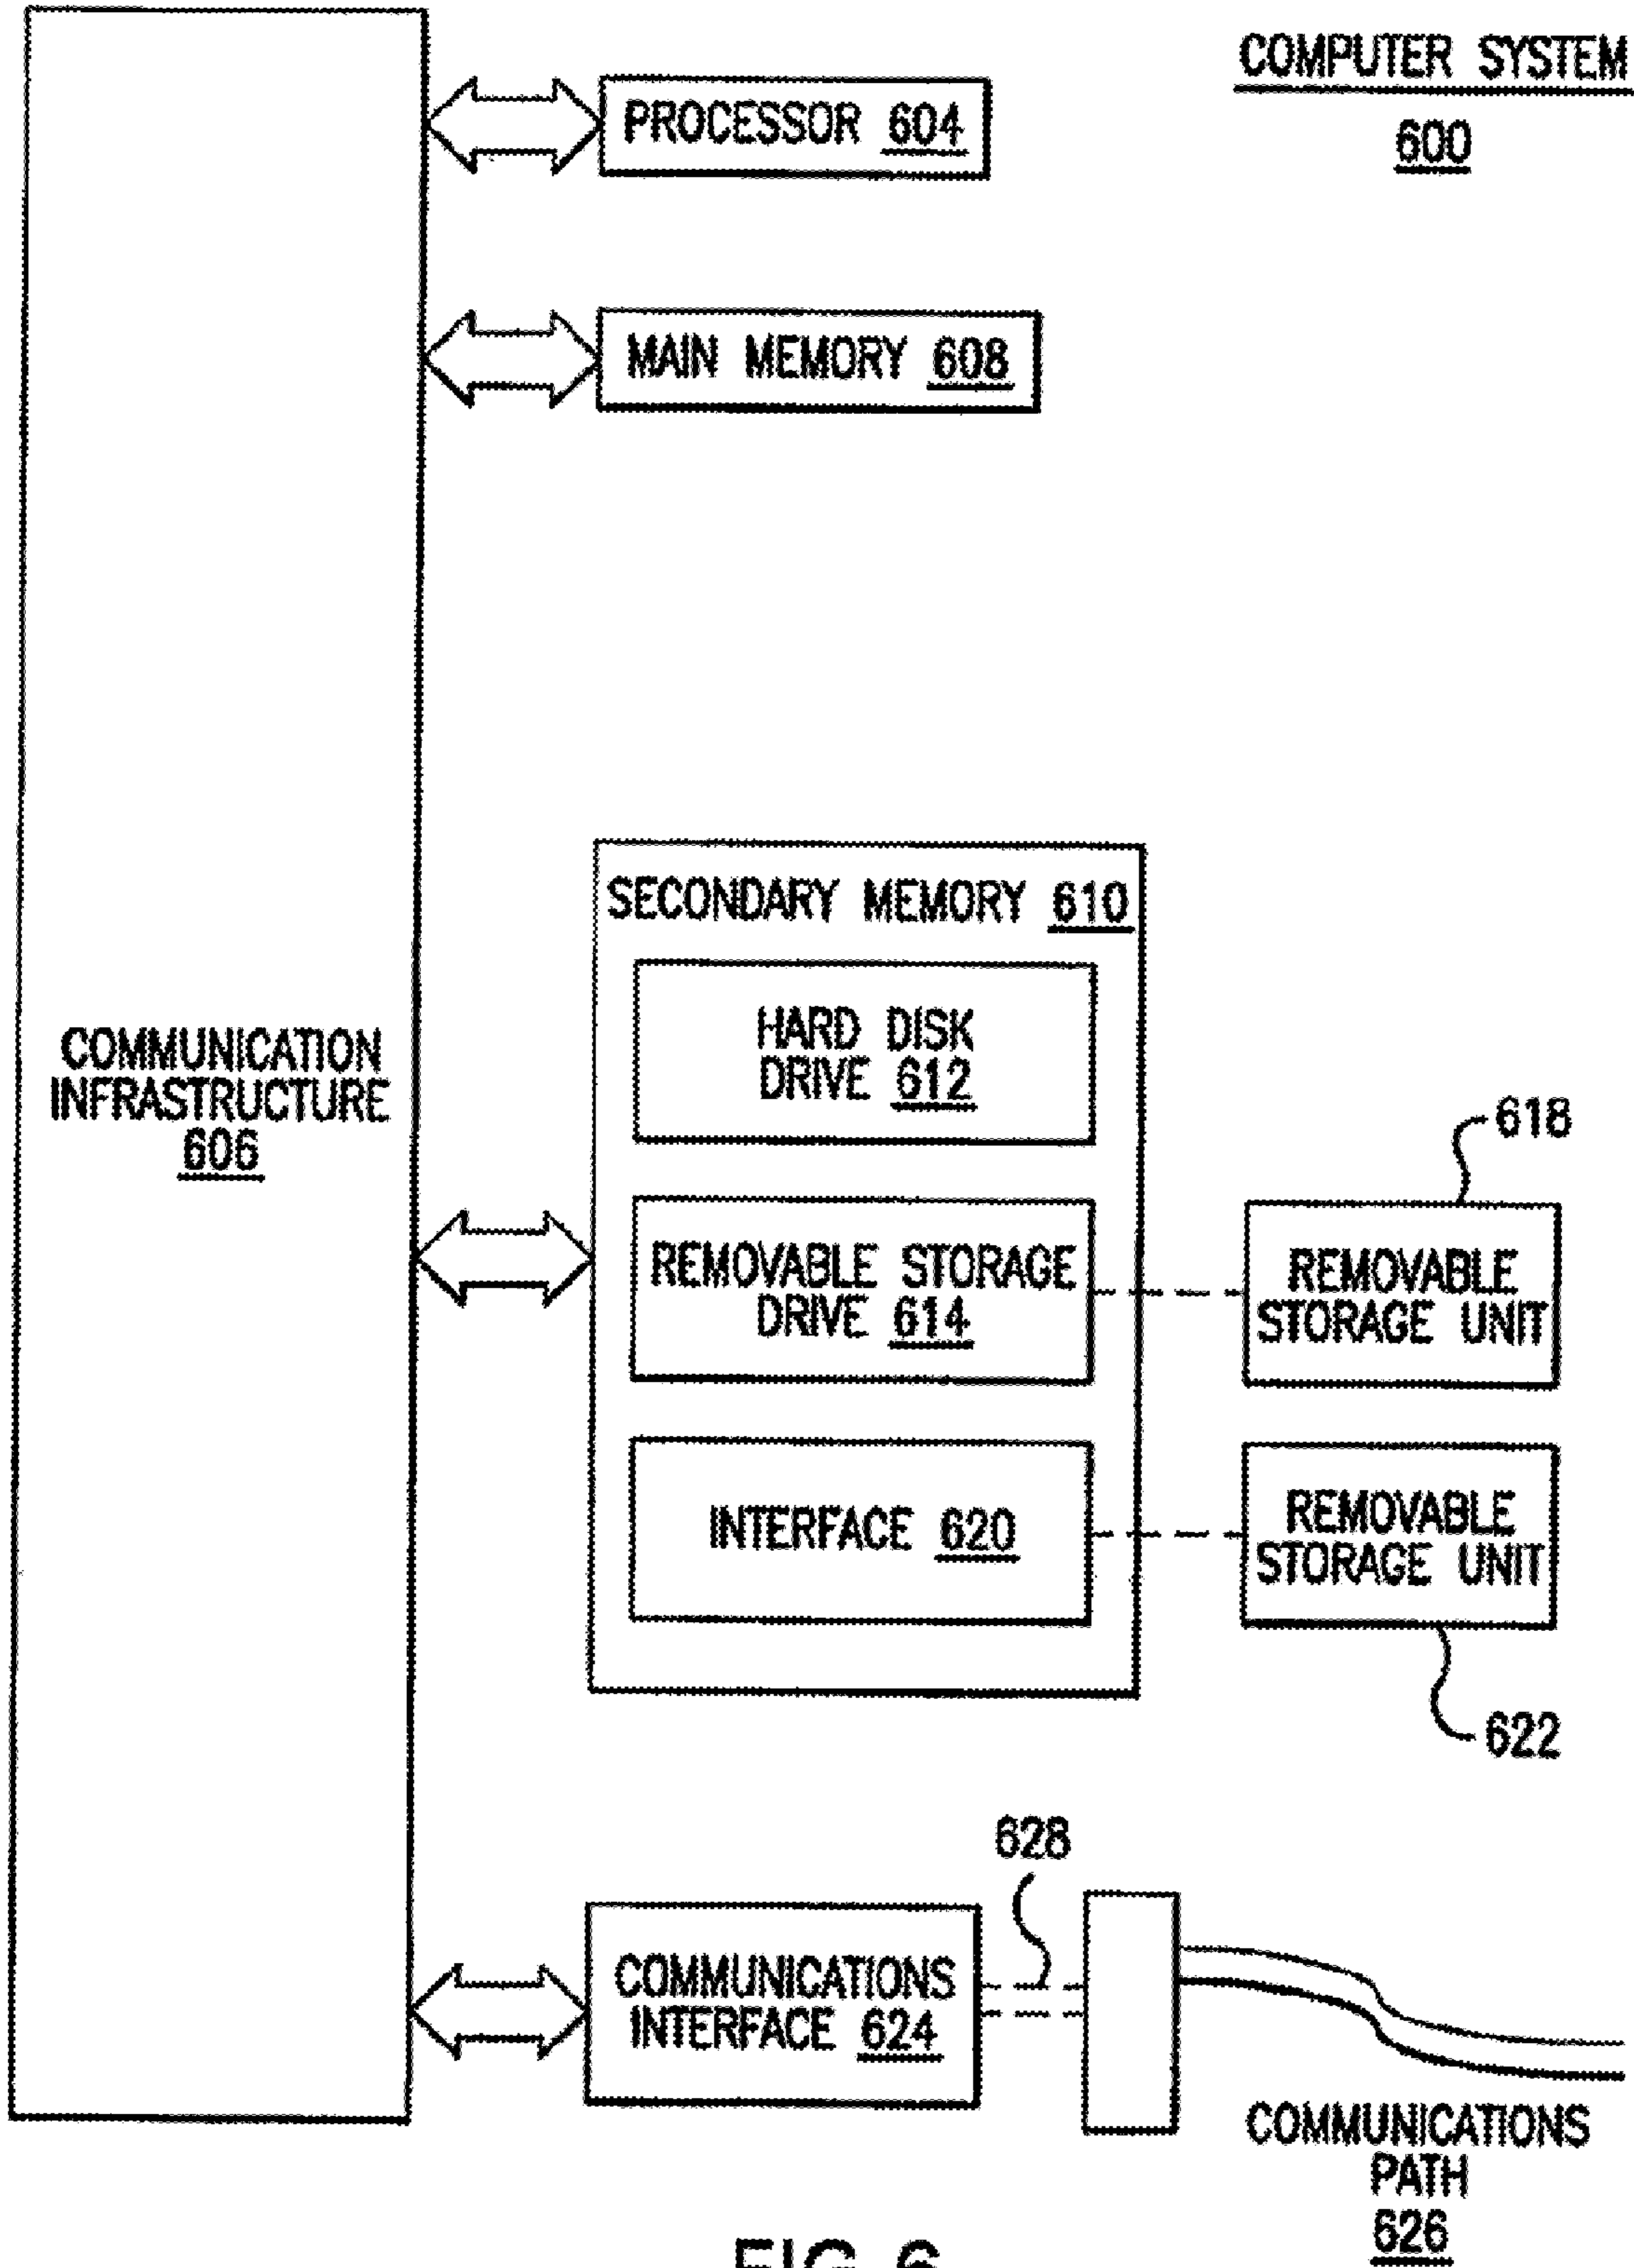 COMPUTER SYSTEM
600
PROCESSOR 604
MAIN MEMORY 608
SECONDARY MEMORY 610
HARD DISK
DRIVE 612
COMMUNICATION
INFRASTRUCTURE
606
618
REMOVABLE STORAGE
DRIVE 614
REMOVABLE
STORAGE UNIT
INTERFACE 620
REMOVABLE
STORAGE UNIT
622
628
COMMUNICATIONS
INTERFACE 624
COMMUNICATIONS
PATH
626
FIG. 6